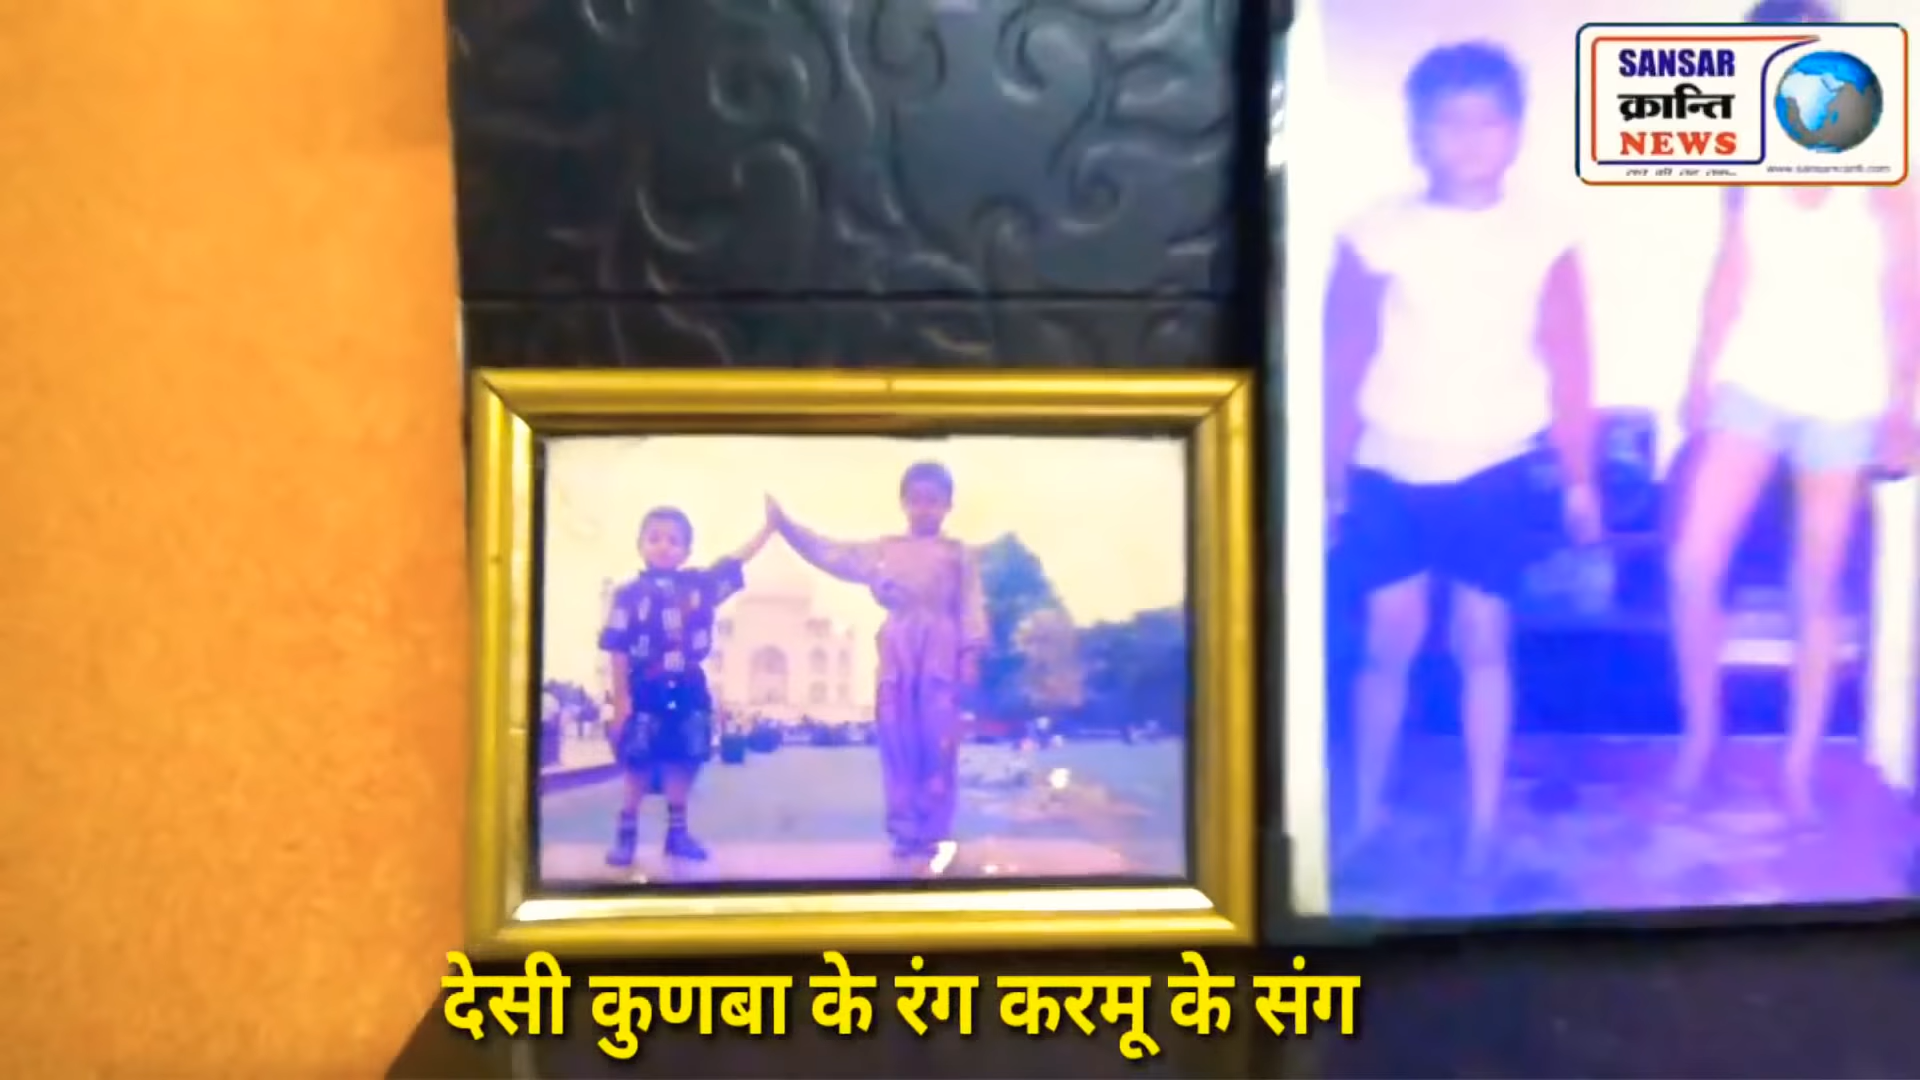 SANSAR
क्रान्ति
NEWS
देसी कुणबा के रंग करमू के संग